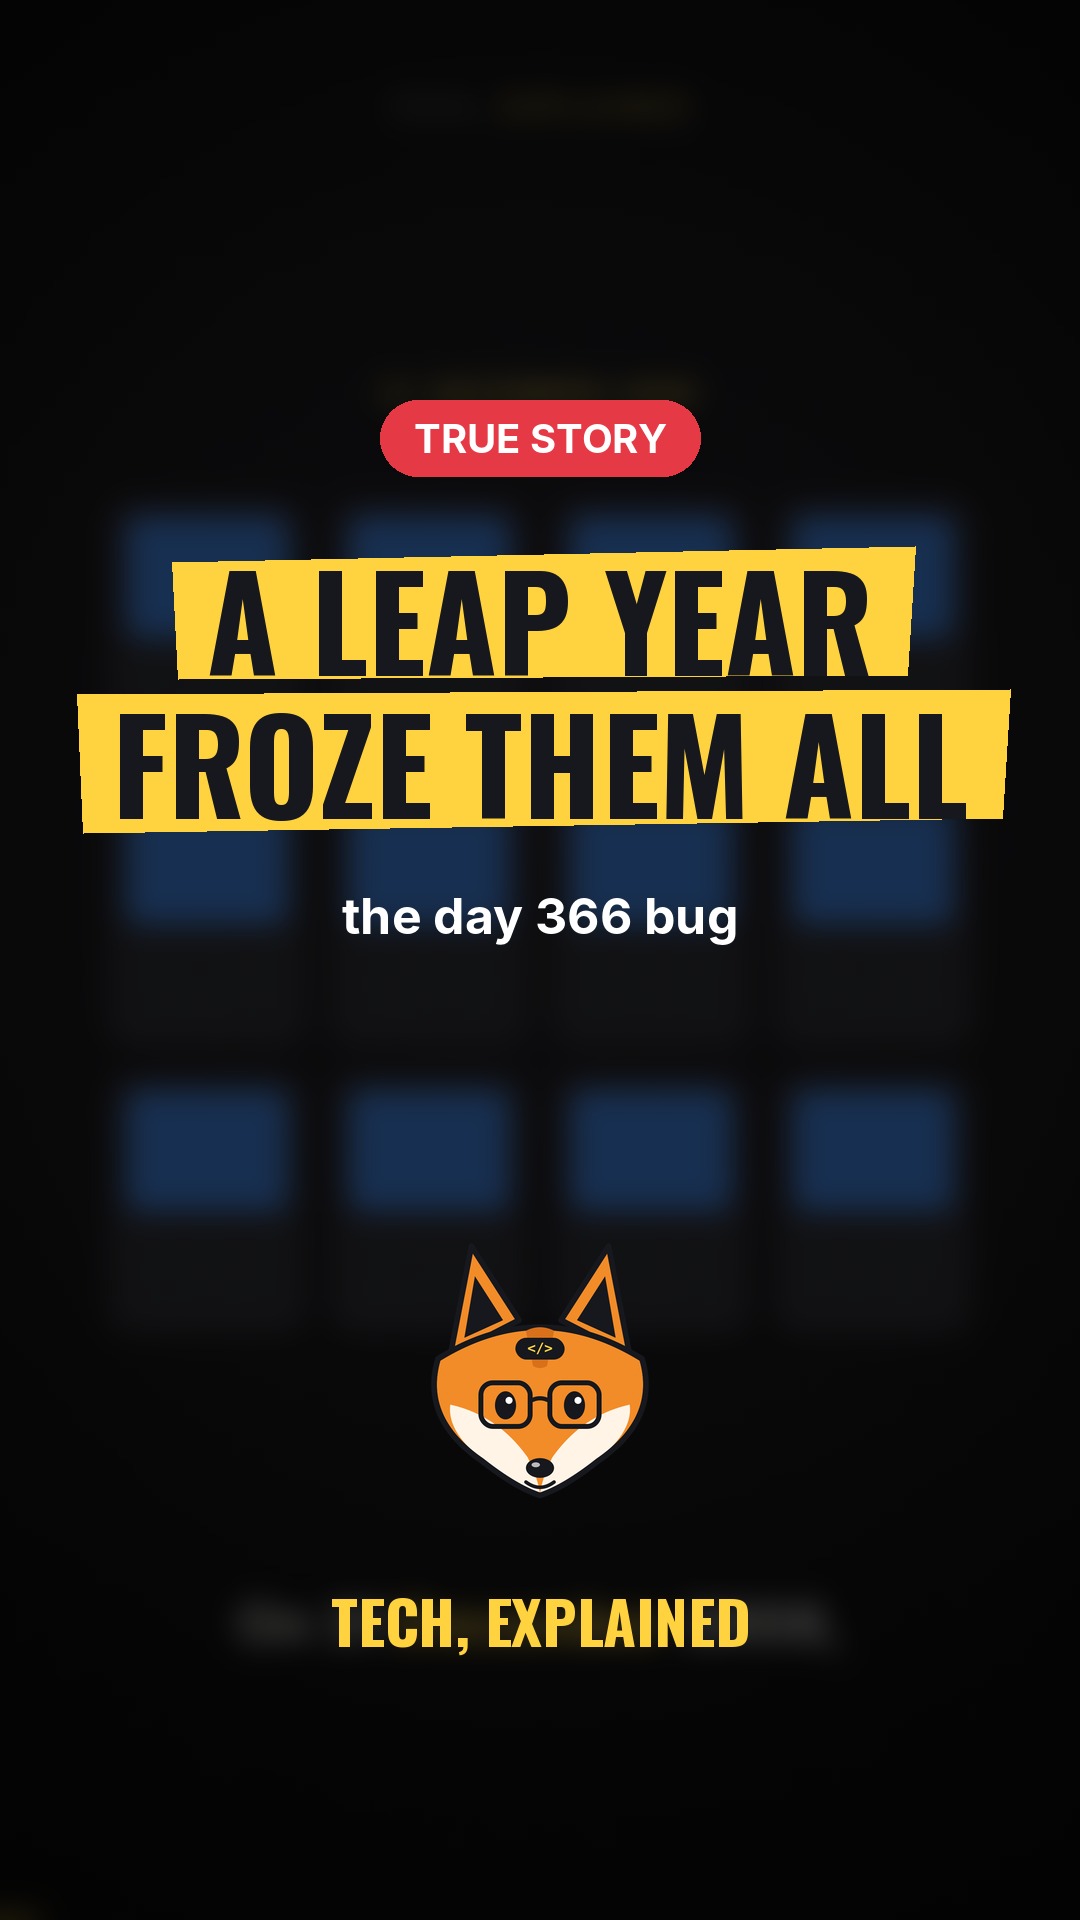 TRUE STORY
A LEAP YEAR
FROZE THEM ALL
the day 366 bug
</>
TECH, EXPLAINED